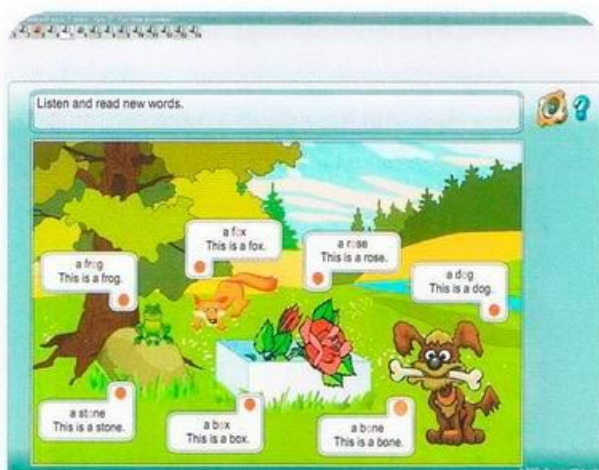 Listen and read new words.
a fox
This is a fox.
a rose
This is a rose.
a frog
This is a frog.
a dog
This is a dog.
a stone
This is a stone.
a box
This is a box.
a bone
This is a bone.